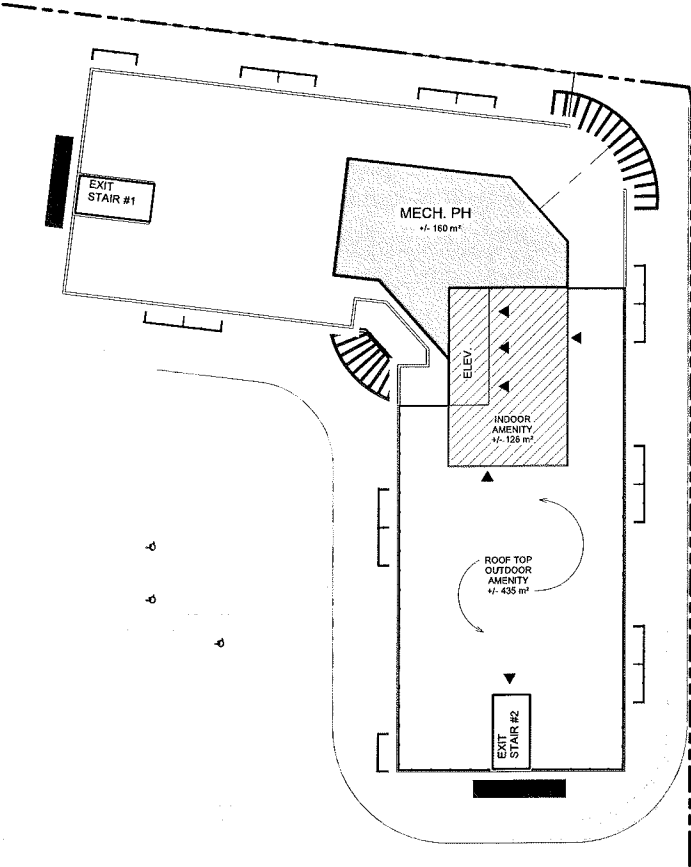 EXIT
STAIR #1
MECH. PH
+/- 160 m²
ELEV.
INDOOR
AMENITY
+/- 126 m²
ROOF TOP
OUTDOOR
AMENITY
+/- 435 m²
EXIT
STAIR #2